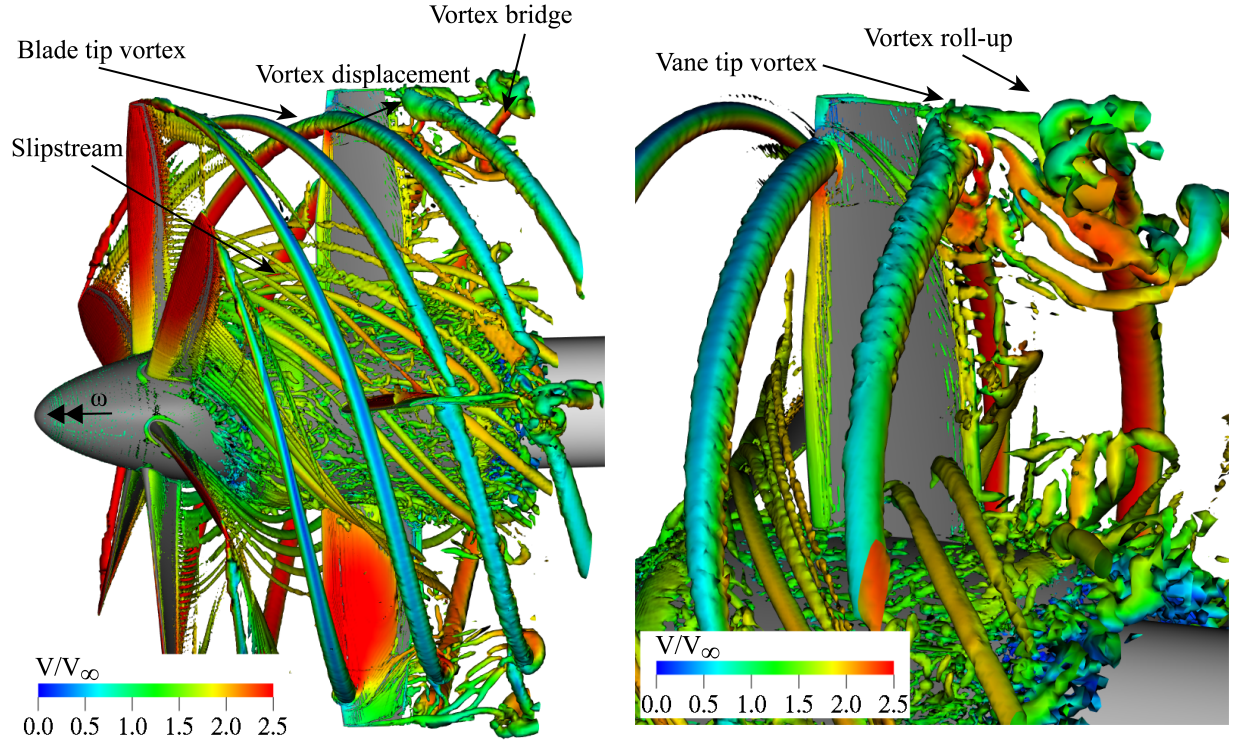 Vortex bridge
Blade tip vortex
Vortex displacement
Slipstream
ω
V/V∞
0.0 0.5 1.0 1.5 2.0 2.5
Vortex roll-up
Vane tip vortex
V/V∞
0.0 0.5 1.0 1.5 2.0 2.5